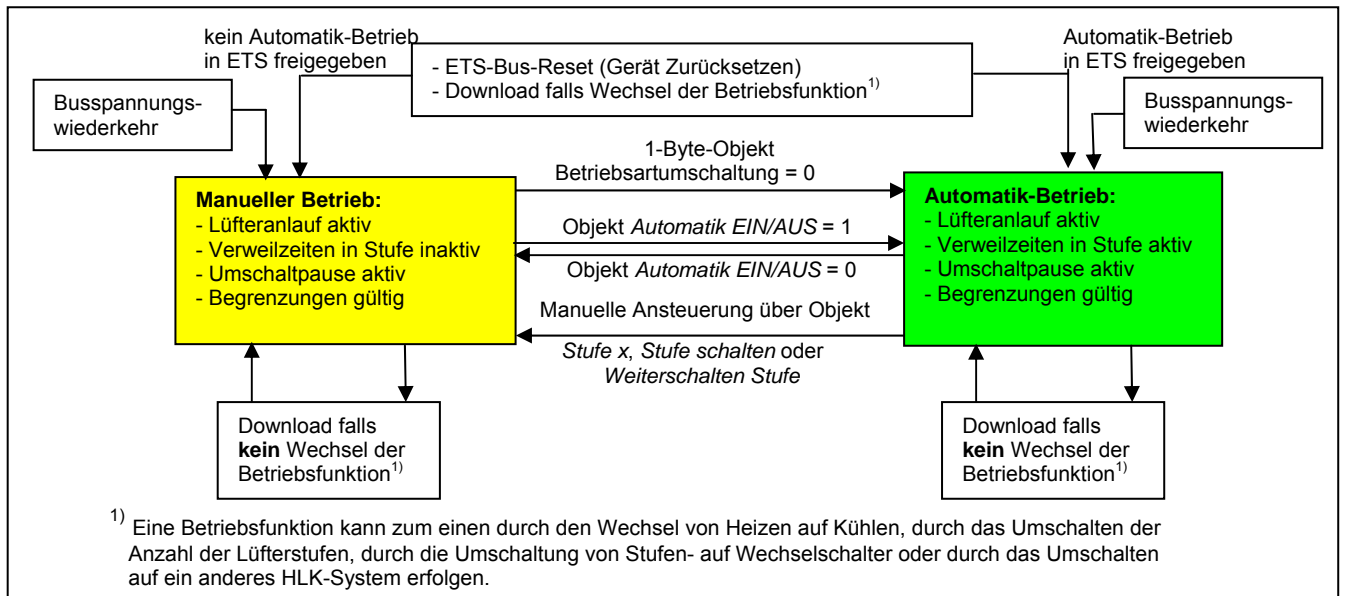 kein Automatik-Betrieb
in ETS freigegeben
- ETS-Bus-Reset (Gerät Zurücksetzen)
- Download falls Wechsel der Betriebsfunktion¹⁾
Automatik-Betrieb
in ETS freigegeben
Busspannungs-
wiederkehr
Busspannungs-
wiederkehr
1-Byte-Objekt
Betriebsartumschaltung = 0
Manueller Betrieb:
- Lüfteranlauf aktiv
- Verweilzeiten in Stufe inaktiv
- Umschaltpause aktiv
- Begrenzungen gültig
Objekt Automatik EIN/AUS = 1
Objekt Automatik EIN/AUS = 0
Manuelle Ansteuerung über Objekt
Stufe x, Stufe schalten oder
Weiterschalten Stufe
Automatik-Betrieb:
- Lüfteranlauf aktiv
- Verweilzeiten in Stufe aktiv
- Umschaltpause aktiv
- Begrenzungen gültig
Download falls
kein Wechsel der
Betriebsfunktion¹⁾
Download falls
kein Wechsel der
Betriebsfunktion¹⁾
¹⁾ Eine Betriebsfunktion kann zum einen durch den Wechsel von Heizen auf Kühlen, durch das Umschalten der
Anzahl der Lüfterstufen, durch die Umschaltung von Stufen- auf Wechselschalter oder durch das Umschalten
auf ein anderes HLK-System erfolgen.